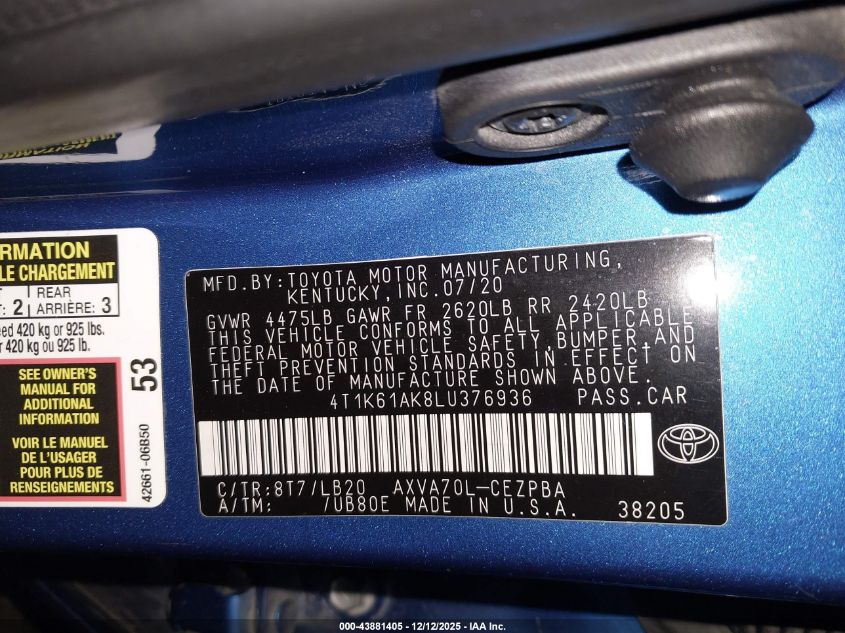 ORMATION
LE CHARGEMENT
2 REAR
ARRIÈRE: 3
eed 420 kg or 925 lbs.
r 420 kg ou 925 lb.
SEE OWNER'S
MANUAL FOR
ADDITIONAL
INFORMATION
VOIR LE MANUEL
DE L'USAGER
POUR PLUS DE
RENSEIGNEMENTS
53
42661-06B50
MFD.BY:TOYOTA MOTOR MANUFACTURING,
KENTUCKY,INC.07/20
GVWR 4475LB GAWR FR 2620LB RR 2420LB
THIS VEHICLE CONFORMS TO ALL APPLICABLE
FEDERAL MOTOR VEHICLE SAFETY,BUMPER,AND
THEFT PREVENTION STANDARDS IN EFFECT ON
THE DATE OF MANUFACTURE SHOWN ABOVE.
4T1K61AK8LU376936 PASS.CAR
C/TR:8T7/LB20 AXVA70L-CEZPBA
A/TM: /UB80E MADE IN U.S.A. 38205
000-43881405 - 12/12/2025 - IAA Inc.